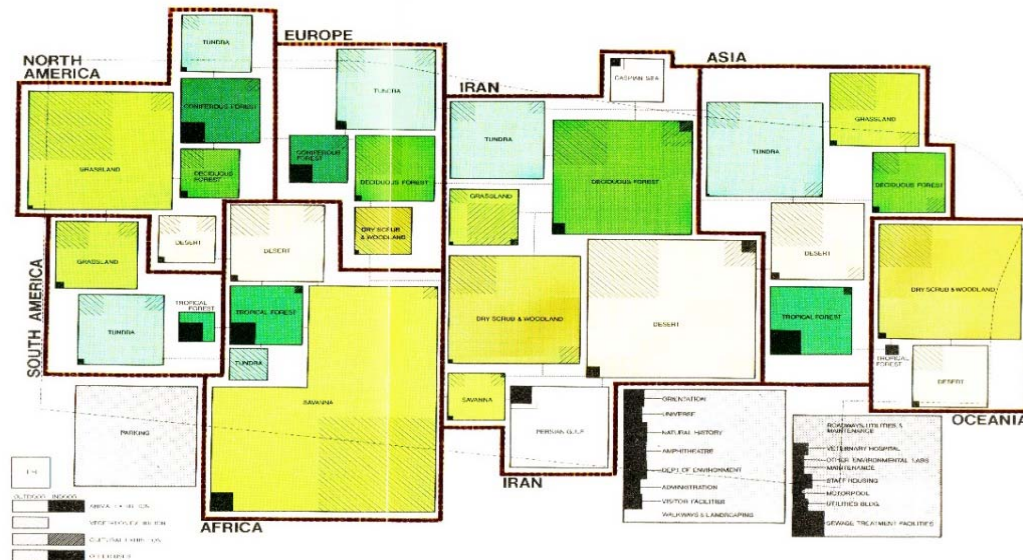 NORTH
AMERICA
TUNDRA
CONIFEROUS FOREST
GRASSLAND
DECIDUOUS
FOREST
DESERT
EUROPE
TUNDRA
CONIFEROUS
FOREST
DECIDUOUS FOREST
DRY SCRUB
& WOODLAND
IRAN
CASPIAN SEA
TUNDRA
GRASSLAND
DECIDUOUS FOREST
DRY SCRUB & WOODLAND
DESERT
SAVANNA
PERSIAN GULF
IRAN
ASIA
TUNDRA
GRASSLAND
DECIDUOUS FOREST
DESERT
TROPICAL FOREST
SOUTH AMERICA
GRASSLAND
TUNDRA
TROPICAL
FOREST
AFRICA
DESERT
TROPICAL FOREST
TUNDRA
SAVANNA
OCEANIA
DRY SCRUB & WOODLAND
TROPICAL
FOREST
DESERT
PARKING
ORIENTATION
UNIVERSE
NATURAL HISTORY
AMPHITHEATRE
DEPT OF ENVIRONMENT
ADMINISTRATION
VISITOR FACILITIES
WALKWAYS & LANDSCAPING
ROADWAYS, UTILITIES &
MAINTENANCE
VETERINARY HOSPITAL
OTHER ENVIRONMENTAL LABS
MAINTENANCE
STAFF HOUSING
MOTORPOOL
UTILITIES BLDG.
SEWAGE TREATMENT FACILITIES
OUTDOOR INDOOR